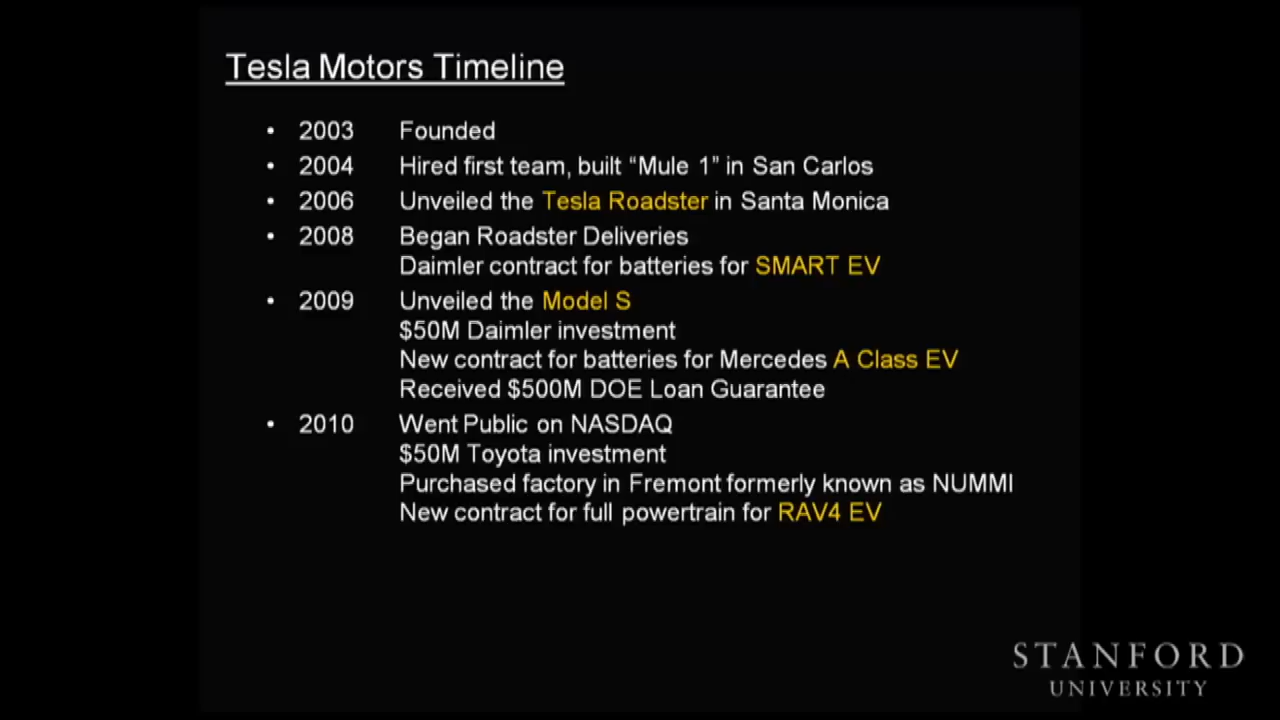 Tesla Motors Timeline
• 2003 Founded
• 2004 Hired first team, built “Mule 1” in San Carlos
• 2006 Unveiled the Tesla Roadster in Santa Monica
• 2008 Began Roadster Deliveries
Daimler contract for batteries for SMART EV
• 2009 Unveiled the Model S
$50M Daimler investment
New contract for batteries for Mercedes A Class EV
Received $500M DOE Loan Guarantee
• 2010 Went Public on NASDAQ
$50M Toyota investment
Purchased factory in Fremont formerly known as NUMMI
New contract for full powertrain for RAV4 EV
STANFORD
UNIVERSITY